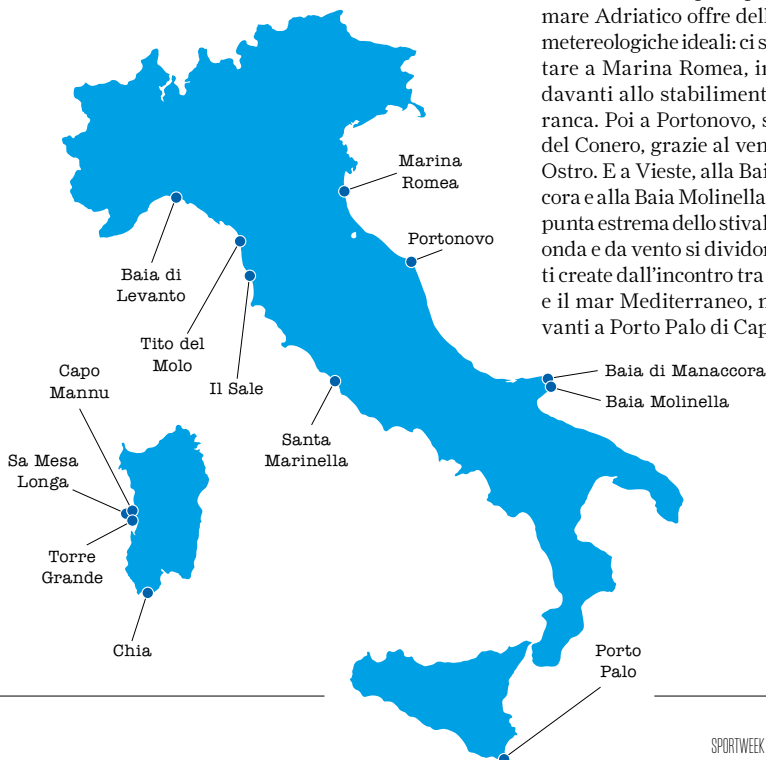 mare Adriatico offre dell
metereologiche ideali: ci s
tare a Marina Romea, in
davanti allo stabiliment
ranca. Poi a Portonovo, s
del Conero, grazie al ven
Ostro. E a Vieste, alla Bai
cora e alla Baia Molinella
punta estrema dello stival
onda e da vento si dividon
ti create dall'incontro tra
e il mar Mediterraneo, n
vanti a Porto Palo di Cap
Marina
Romea
Portonovo
Baia di
Levanto
Tito del
Molo
Il Sale
Santa
Marinella
Baia di Manaccora
Baia Molinella
Capo
Mannu
Sa Mesa
Longa
Torre
Grande
Chia
Porto
Palo
SPORTWEEK